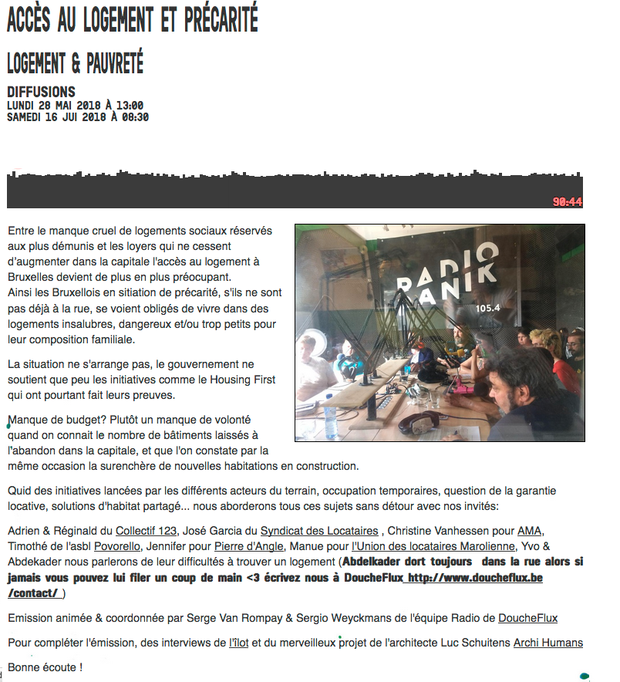 ACCÈS AU LOGEMENT ET PRÉCARITÉ
LOGEMENT & PAUVRETÉ
DIFFUSIONS
LUNDI 28 MAI 2018 À 13:00
SAMEDI 16 JUI 2018 À 08:30
90:44
Entre le manque cruel de logements sociaux réservés
aux plus démunis et les loyers qui ne cessent
d'augmenter dans la capitale l'accès au logement à
Bruxelles devient de plus en plus préocupant.
Ainsi les Bruxellois en sitiation de précarité, s'ils ne sont
pas déjà à la rue, se voient obligés de vivre dans des
logements insalubres, dangereux et/ou trop petits pour
leur composition familiale.
RADIO
PANIK
105.4
La situation ne s'arrange pas, le gouvernement ne
soutient que peu les initiatives comme le Housing First
qui ont pourtant fait leurs preuves.
Manque de budget? Plutôt un manque de volonté
quand on connait le nombre de bâtiments laissés à
l'abandon dans la capitale, et que l'on constate par la
même occasion la surenchère de nouvelles habitations en construction.
Quid des initiatives lancées par les différents acteurs du terrain, occupation temporaires, question de la garantie
locative, solutions d'habitat partagé... nous aborderons tous ces sujets sans détour avec nos invités:
Adrien & Réginald du Collectif 123, José Garcia du Syndicat des Locataires , Christine Vanhessen pour AMA,
Timothé de l'asbl Povorello, Jennifer pour Pierre d'Angle, Manue pour l'Union des locataires Marolienne, Yvo &
Abdekader nous parlerons de leur difficultés à trouver un logement (Abdelkader dort toujours dans la rue alors si
jamais vous pouvez lui filer un coup de main <3 écrivez nous à DoucheFlux http://www.doucheflux.be
/contact/ )
Emission animée & coordonnée par Serge Van Rompay & Sergio Weyckmans de l'équipe Radio de DoucheFlux
Pour compléter l'émission, des interviews de l'îlot et du merveilleux projet de l'architecte Luc Schuitens Archi Humans
Bonne écoute !